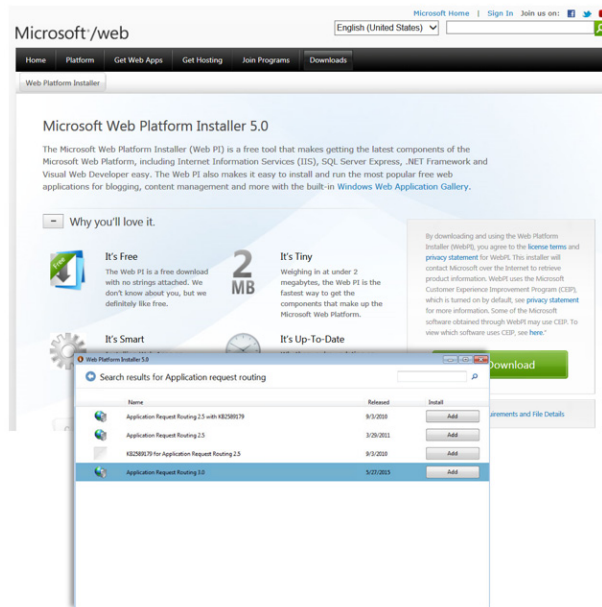 Microsoft Home | Sign In Join us on:
Microsoft/web
English (United States)
Home Platform Get Web Apps Get Hosting Join Programs Downloads
Web Platform Installer
Microsoft Web Platform Installer 5.0
The Microsoft Web Platform Installer (Web PI) is a free tool that makes getting the latest components of the
Microsoft Web Platform, including Internet Information Services (IIS), SQL Server Express, .NET Framework and
Visual Web Developer easy. The Web PI also makes it easy to install and run the most popular free web
applications for blogging, content management and more with the built-in Windows Web Application Gallery.
Why you'll love it.
Free
It's Free
The Web PI is a free download
with no strings attached. We
don't know about you, but we
definitely like free.
2
MB
It's Tiny
Weighing in at under 2
megabytes, the Web PI is the
fastest way to get the
components that make up the
Microsoft Web Platform.
It's Smart
It's Up-To-Date
By downloading and using the Web Platform
Installer (WebPI), you agree to the license terms and
privacy statement for WebPI. This installer will
contact Microsoft over the Internet to retrieve
product information. WebPI uses the Microsoft
Customer Experience Improvement Program (CEIP),
which is turned on by default, see privacy statement
for more information. Some of the Microsoft
software obtained through WebPI may use CEIP. To
view which software uses CEIP, see here."
Download
uirements and File Details
Web Platform Installer 5.0
Search results for Application request routing
Name Released Install
Application Request Routing 2.5 with KB2589179 9/3/2010 Add
Application Request Routing 2.5 3/29/2011 Add
KB2589179 for Application Request Routing 2.5 9/3/2010 Add
Application Request Routing 3.0 5/27/2015 Add